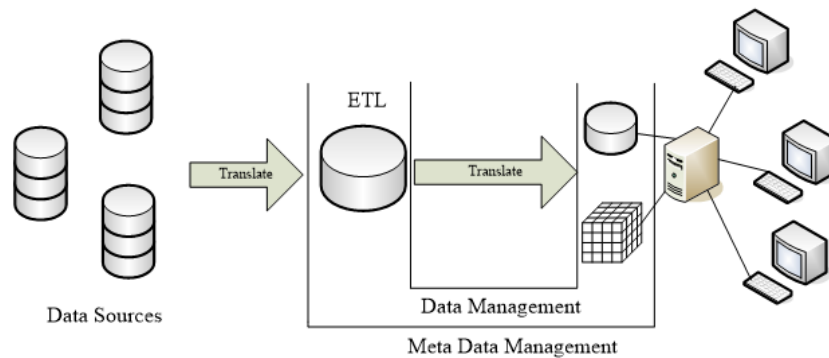 ETL
Translate
Translate
Data Sources
Data Management
Meta Data Management